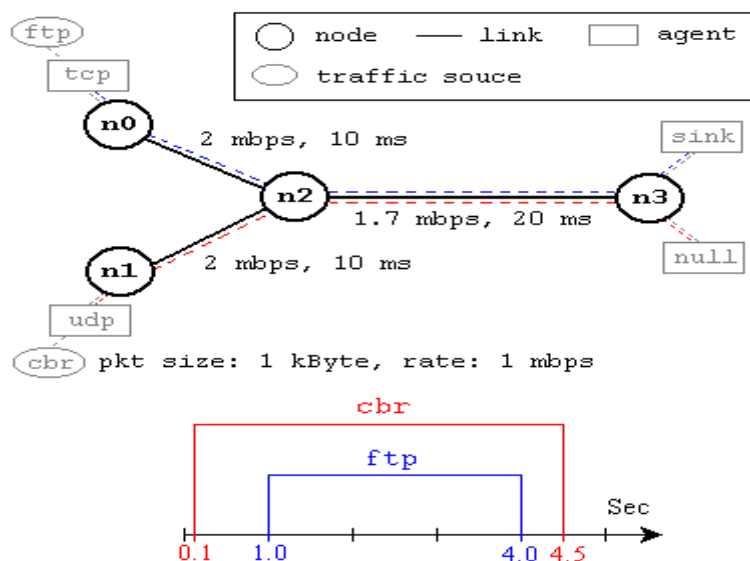 ftp
node
link
agent
traffic souce
tcp
n0
2 mbps, 10 ms
sink
n2
n3
1.7 mbps, 20 ms
n1
2 mbps, 10 ms
null
udp
cbr
pkt size: 1 kByte, rate: 1 mbps
cbr
ftp
Sec
0.1
1.0
4.0
4.5